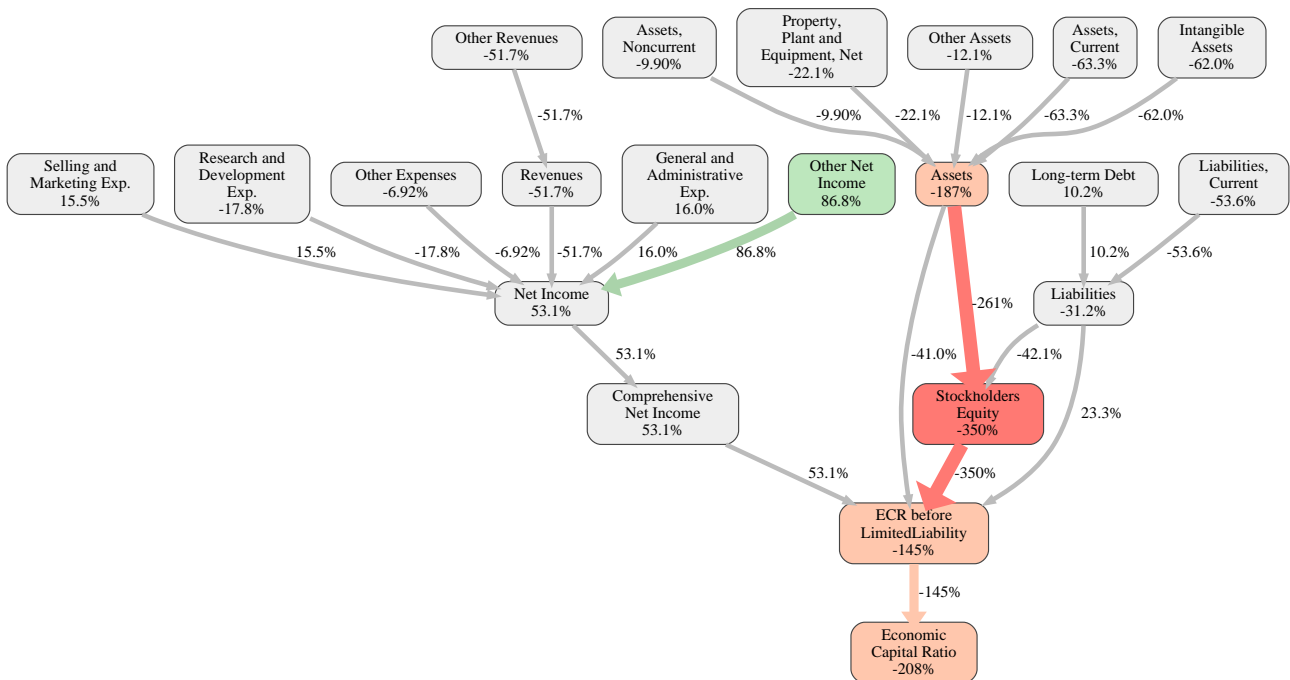 Other Revenues
-51.7%
Assets,
Noncurrent
-9.90%
Property,
Plant and
Equipment, Net
-22.1%
Other Assets
-12.1%
Assets,
Current
-63.3%
Intangible
Assets
-62.0%
-51.7%
-9.90%
-22.1%
-12.1%
-63.3%
-62.0%
Selling and
Marketing Exp.
15.5%
Research and
Development
Exp.
-17.8%
Other Expenses
-6.92%
Revenues
-51.7%
General and
Administrative
Exp.
16.0%
Other Net
Income
86.8%
Assets
-187%
Long-term Debt
10.2%
Liabilities,
Current
-53.6%
15.5%
-17.8%
-6.92%
-51.7%
16.0%
86.8%
10.2%
-53.6%
Net Income
53.1%
-261%
Liabilities
-31.2%
53.1%
-41.0%
-42.1%
Comprehensive
Net Income
53.1%
Stockholders
Equity
-350%
23.3%
53.1%
-350%
ECR before
LimitedLiability
-145%
-145%
Economic
Capital Ratio
-208%